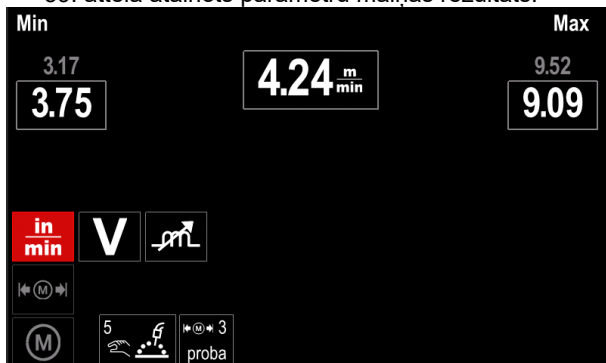 Min Max
3.17 9.52
3.75 4.24 m/min 9.09
in/min V
M
M 5 M 3
proba